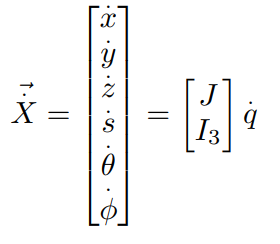 \vec{\dot{X}} = \begin{bmatrix} \dot{x} \\ \dot{y} \\ \dot{z} \\ \dot{s} \\ \dot{\theta} \\ \dot{\phi} \end{bmatrix} = \begin{bmatrix} J \\ I_3 \end{bmatrix} \dot{q}